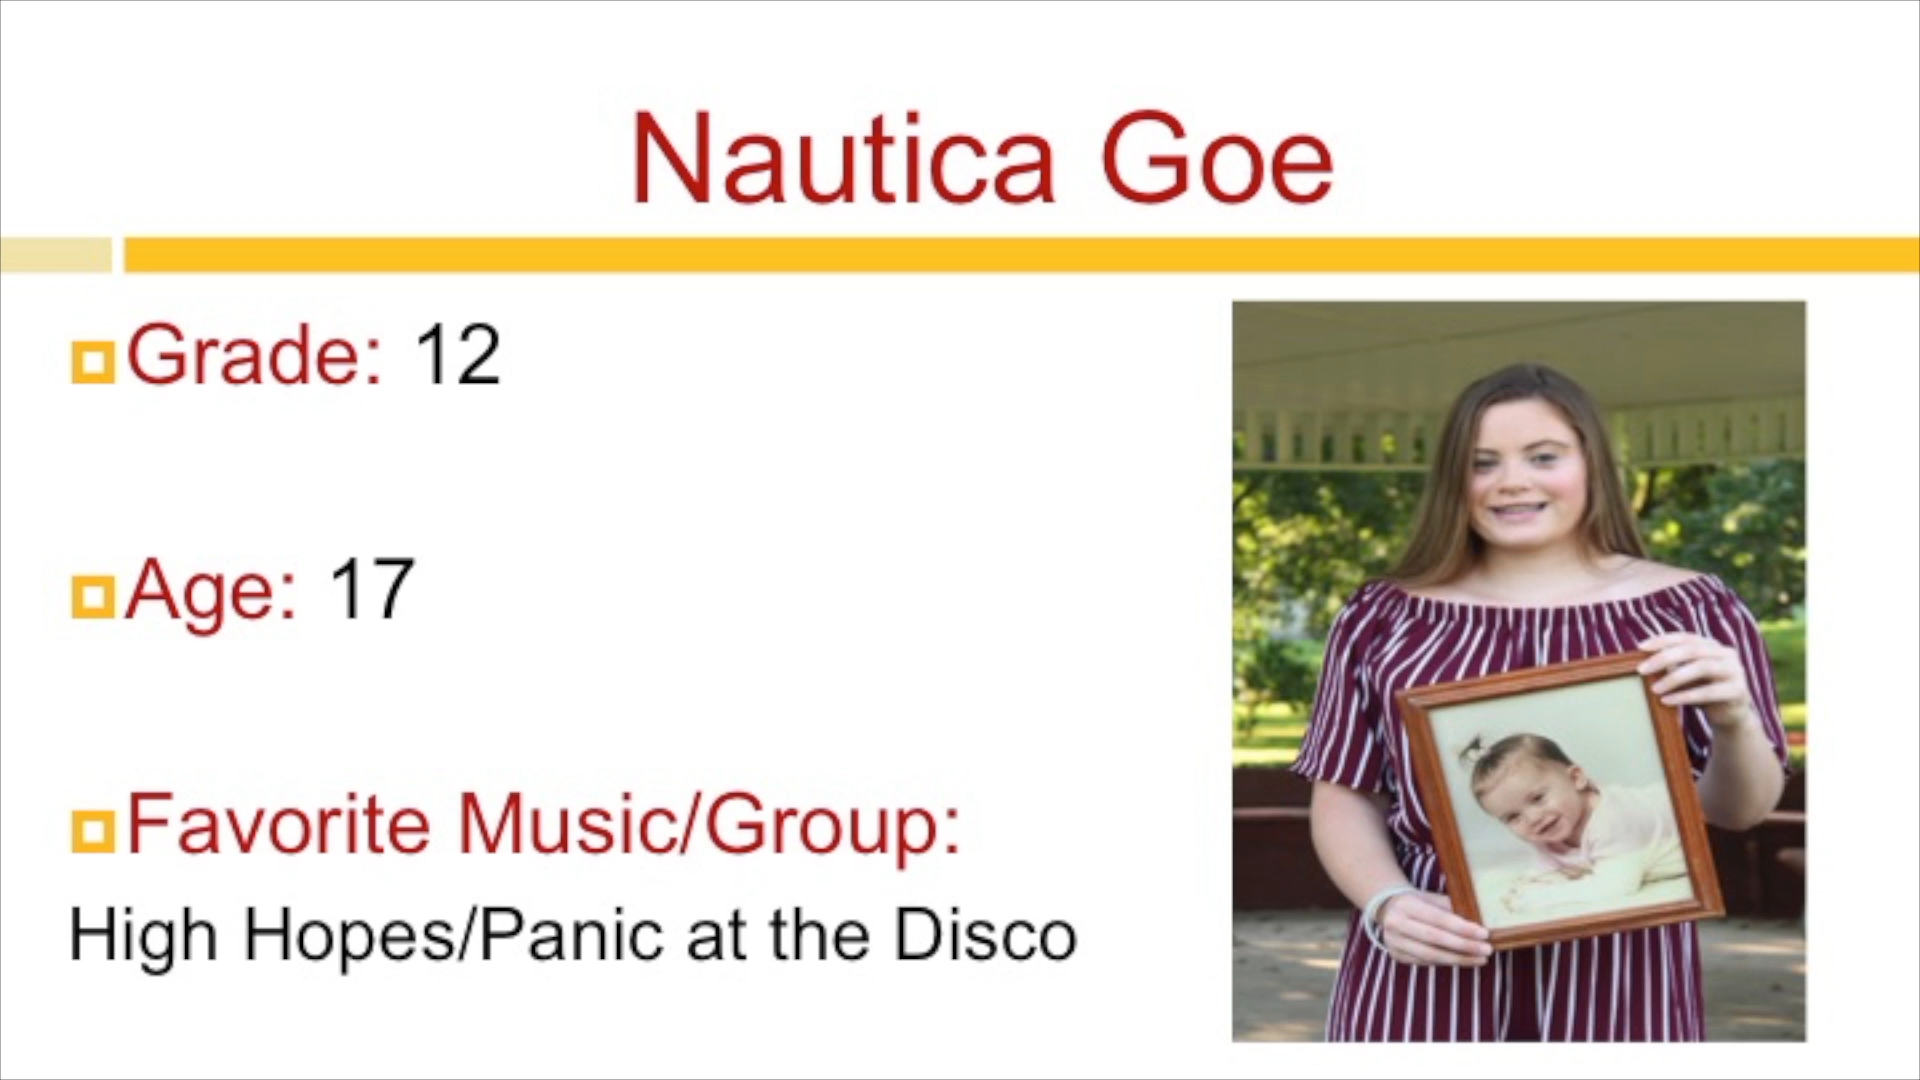 Nautica Goe
Grade: 12
Age: 17
Favorite Music/Group:
High Hopes/Panic at the Disco